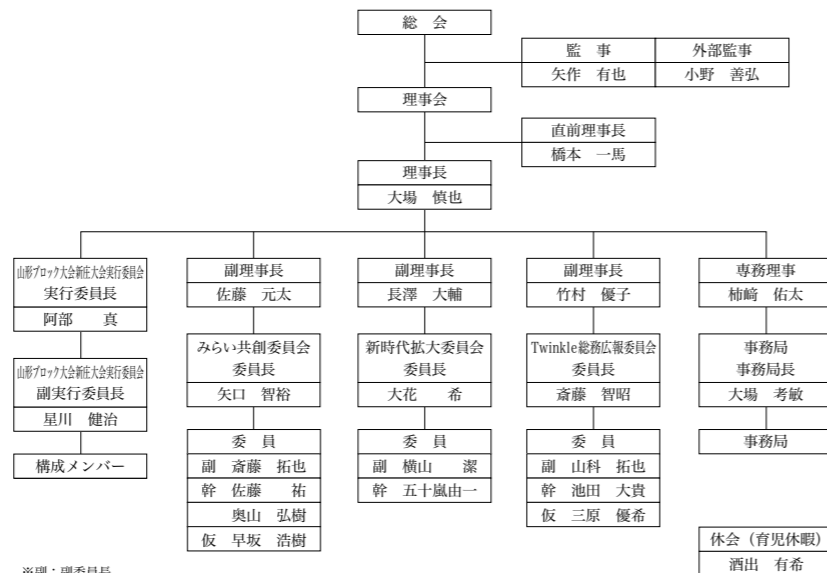 総　会
監　事
外部監事
矢作　有也
小野　善弘
理事会
直前理事長
橋本　一馬
理事長
大場　慎也
山形ブロック大会新庄大会実行委員会
実行委員長
阿部　　真
山形ブロック大会新庄大会実行委員会
副実行委員長
星川　健治
構成メンバー
副理事長
佐藤　元太
みらい共創委員会
委員長
矢口　智裕
委　員
副　斎藤　拓也
幹　佐藤　　祐
奥山　弘樹
仮　早坂　浩樹
副理事長
長澤　大輔
新時代拡大委員会
委員長
大花　　希
委　員
副　横山　　潔
幹　五十嵐由一
副理事長
竹村　優子
Twinkle総務広報委員会
委員長
斎藤　智昭
委　員
副　山科　拓也
幹　池田　大貴
仮　三原　優希
専務理事
柿﨑　佑太
事務局
事務局長
大場　考敏
事務局
休会（育児休暇）
酒出　有希
※副：副委員長